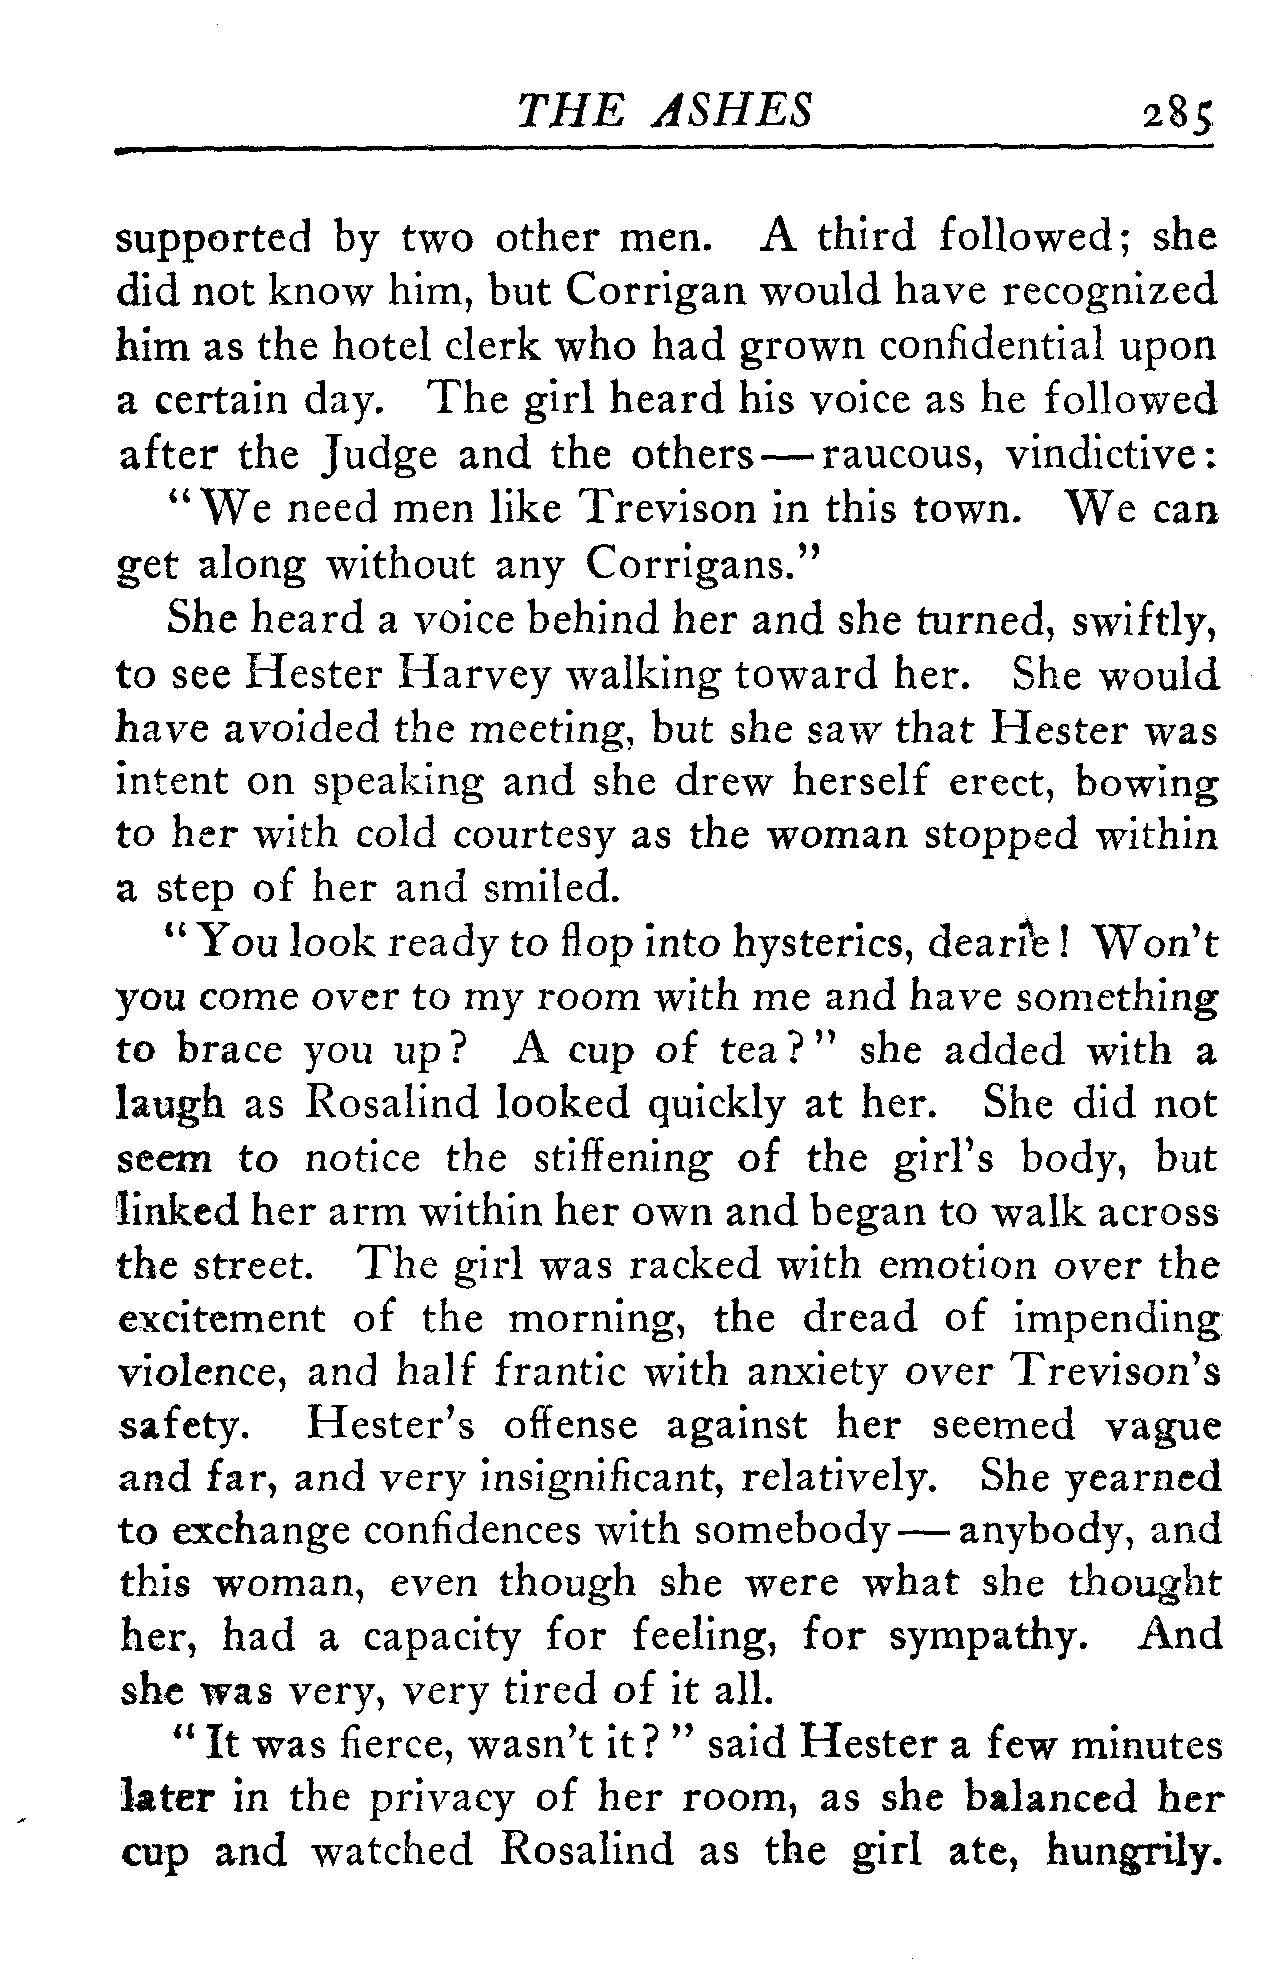 THE ASHES 285
supported by two other men. A third followed; she
did not know him, but Corrigan would have recognized
him as the hotel clerk who had grown confidential upon
a certain day. The girl heard his voice as he followed
after the Judge and the others—raucous, vindictive:
"We need men like Trevison in this town. We can
get along without any Corrigans."
She heard a voice behind her and she turned, swiftly,
to see Hester Harvey walking toward her. She would
have avoided the meeting, but she saw that Hester was
intent on speaking and she drew herself erect, bowing
to her with cold courtesy as the woman stopped within
a step of her and smiled.
"You look ready to flop into hysterics, dearie! Won't
you come over to my room with me and have something
to brace you up? A cup of tea?" she added with a
laugh as Rosalind looked quickly at her. She did not
seem to notice the stiffening of the girl's body, but
linked her arm within her own and began to walk across
the street. The girl was racked with emotion over the
excitement of the morning, the dread of impending
violence, and half frantic with anxiety over Trevison's
safety. Hester's offense against her seemed vague
and far, and very insignificant, relatively. She yearned
to exchange confidences with somebody—anybody, and
this woman, even though she were what she thought
her, had a capacity for feeling, for sympathy. And
she was very, very tired of it all.
"It was fierce, wasn't it?" said Hester a few minutes
later in the privacy of her room, as she balanced her
cup and watched Rosalind as the girl ate, hungrily.